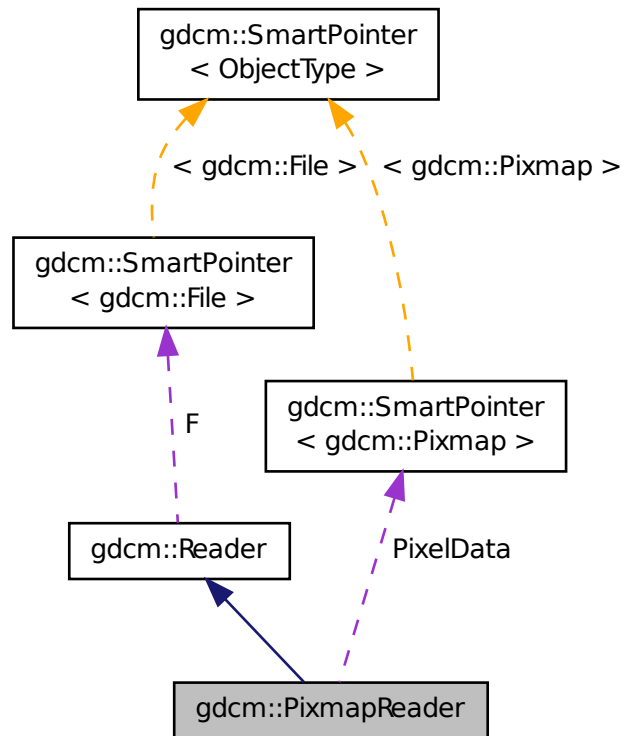 gdcm::SmartPointer
< ObjectType >
< gdcm::File >
< gdcm::Pixmap >
gdcm::SmartPointer
< gdcm::File >
gdcm::SmartPointer
< gdcm::Pixmap >
F
gdcm::Reader
PixelData
gdcm::PixmapReader